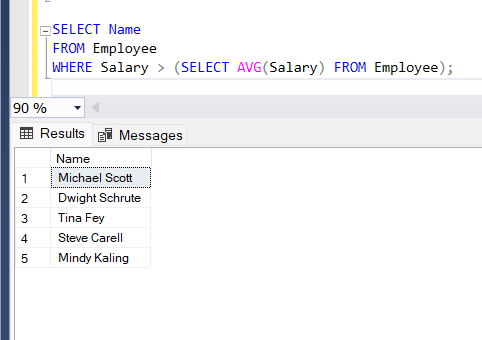 SELECT Name
FROM Employee
WHERE Salary > (SELECT AVG(Salary) FROM Employee);
90 %
Results Messages
Name
1 Michael Scott
2 Dwight Schrute
3 Tina Fey
4 Steve Carell
5 Mindy Kaling